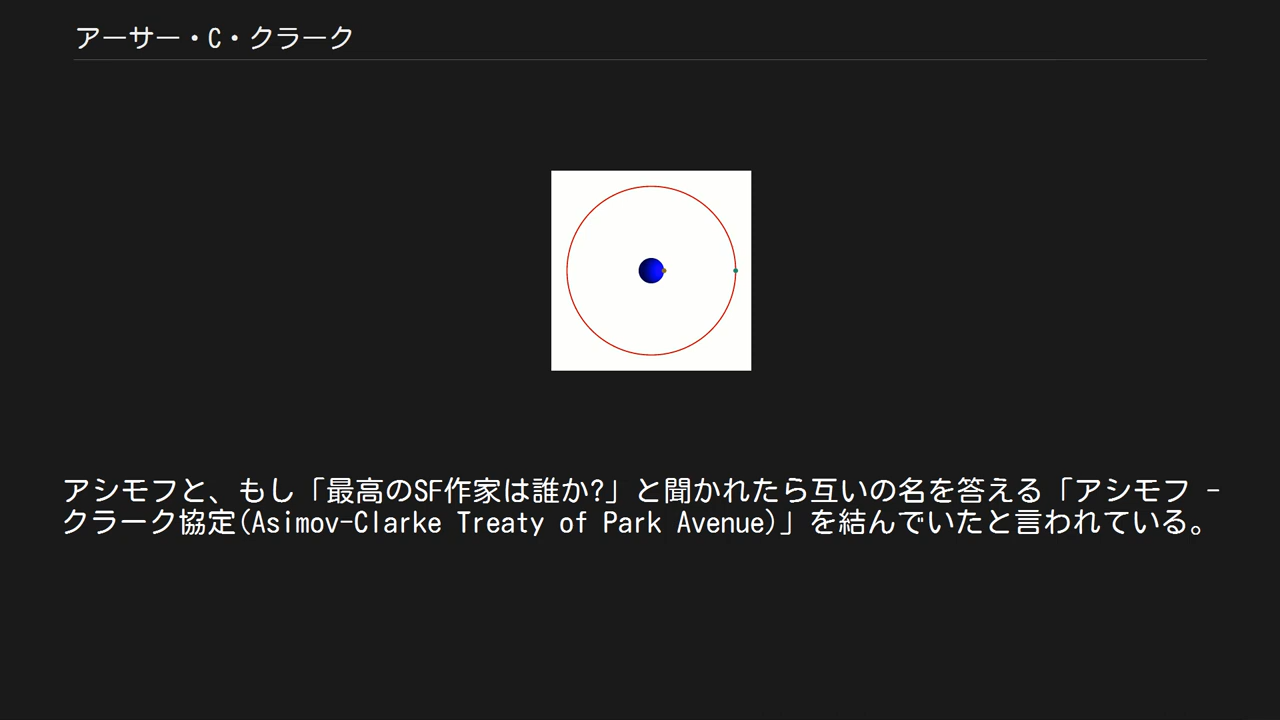 アーサー・C・クラーク
アシモフと、もし「最高のSF作家は誰か?」と聞かれたら互いの名を答える「アシモフ -
クラーク協定(Asimov-Clarke Treaty of Park Avenue)」を結んでいたと言われている。